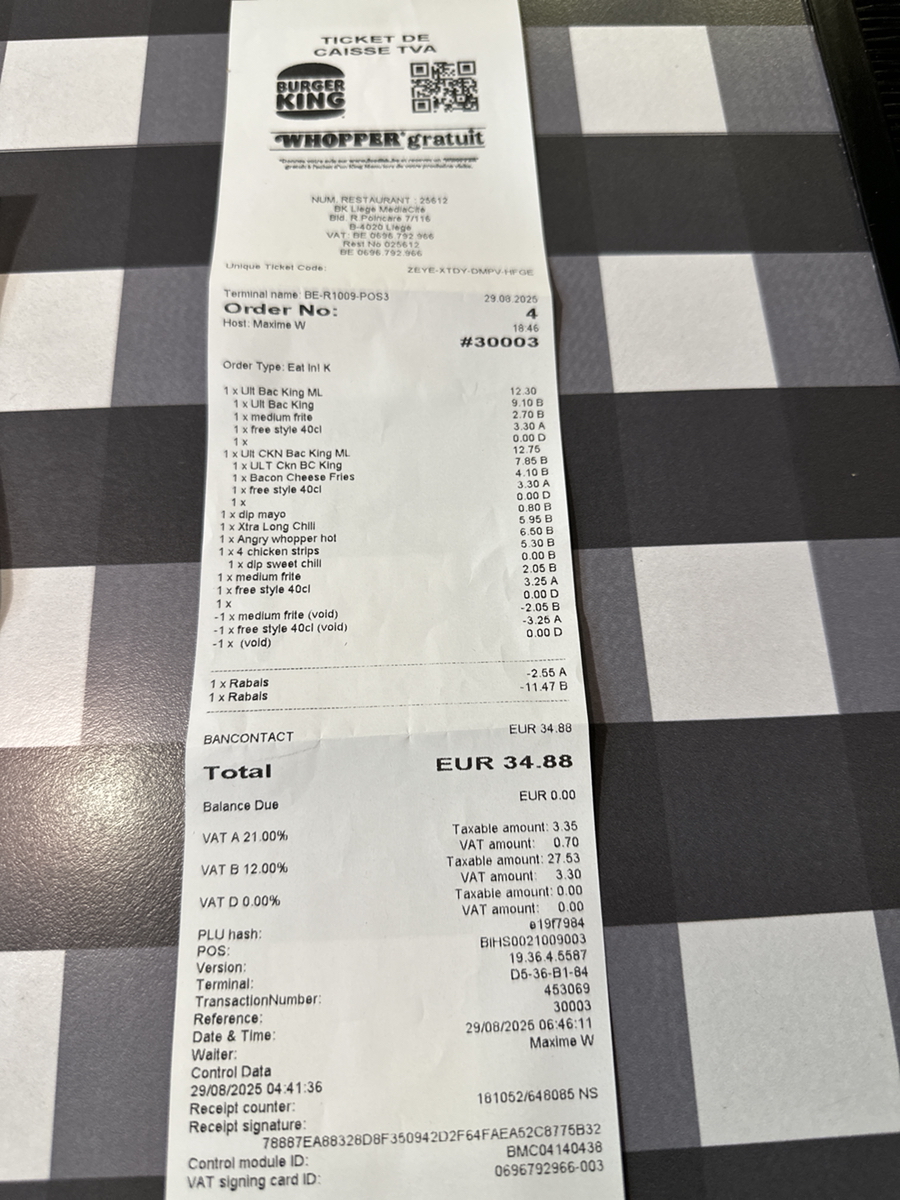 TICKET DE
CAISSE TVA
BURGER
KING
WHOPPER gratuit
NUM. RESTAURANT : 25612
BK Liege MediaCite
Bld. R.Poincare 7/116
B-4020 Liege
VAT: BE 0696.792.966
Rest No 025612
BE 0696.792.966
Unique Ticket Code: ZEYE-XTDY-DMPV-HFGE
Terminal name: BE-R1009-POS3 29.08.2025
Order No: 4
Host: Maxime W 18:46
#30003
Order Type: Eat In! K
1 x Ult Bac King ML 12.30
1 x Ult Bac King 9.10 B
1 x medium frite 2.70 B
1 x free style 40cl 3.30 A
1 x 0.00 D
1 x Ult CKN Bac King ML 12.75
1 x ULT Ckn BC King 7.85 B
1 x Bacon Cheese Fries 4.10 B
1 x free style 40cl 3.30 A
1 x 0.00 D
1 x dip mayo 0.80 B
1 x Xtra Long Chili 5.95 B
1 x Angry whopper hot 6.50 B
1 x 4 chicken strips 5.30 B
1 x dip sweet chili 0.00 B
1 x medium frite 2.05 B
1 x free style 40cl 3.25 A
1 x 0.00 D
-1 x medium frite (void) -2.05 B
-1 x free style 40cl (void) -3.25 A
-1 x (void) 0.00 D
1 x Rabais -2.55 A
1 x Rabais -11.47 B
BANCONTACT EUR 34.88
Total EUR 34.88
Balance Due EUR 0.00
VAT A 21.00% Taxable amount: 3.35
VAT amount: 0.70
VAT B 12.00% Taxable amount: 27.53
VAT amount: 3.30
VAT D 0.00% Taxable amount: 0.00
VAT amount: 0.00
PLU hash: e19f7984
POS: BIHS0021009003
Version: 19.36.4.5587
Terminal: D5-36-B1-84
TransactionNumber: 453069
Reference: 30003
Date & Time: 29/08/2025 06:46:11
Waiter: Maxime W
Control Data
29/08/2025 04:41:36
Receipt counter: 181052/648085 NS
Receipt signature:
78887EA88328D8F350942D2F64FAEA52C8775B32
Control module ID: BMC04140438
VAT signing card ID: 0696792966-003